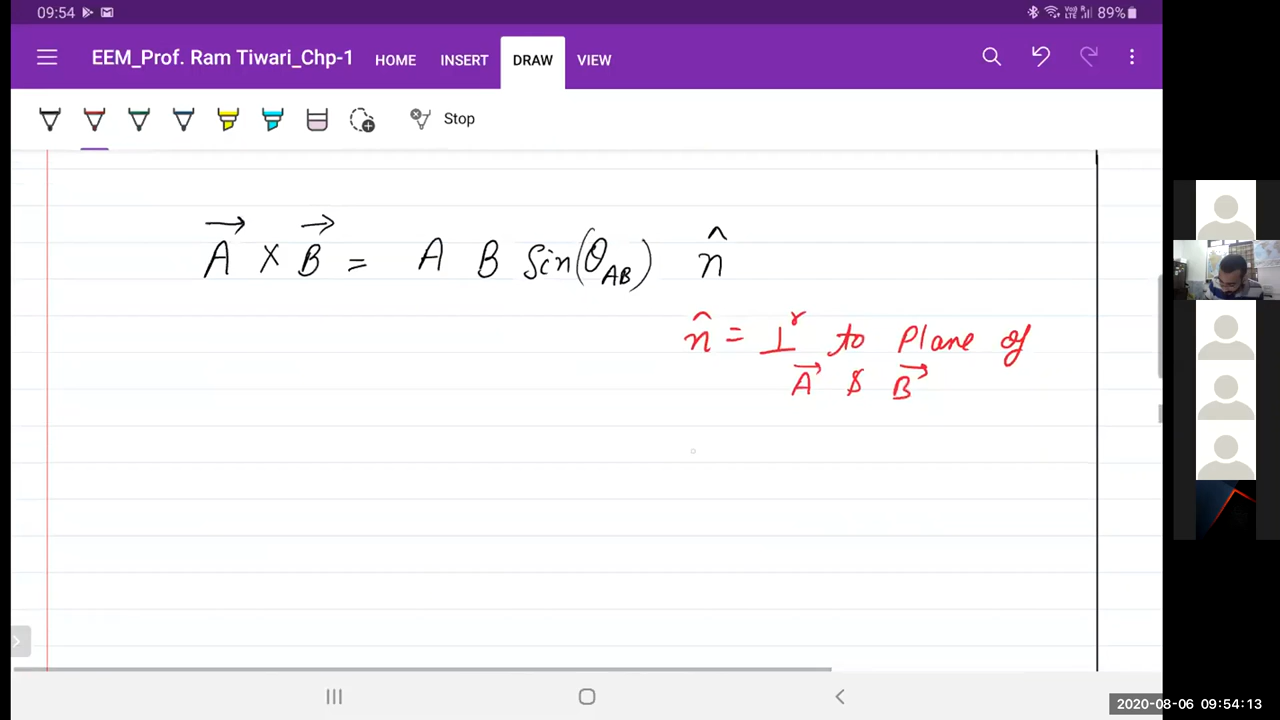 09:54 89%
EEM_Prof. Ram Tiwari_Chp-1 HOME INSERT DRAW VIEW
Stop
A⃗ × B⃗ = A B Sin(θ_AB) n̂
n̂ = ⊥ʳ to Plane of
A⃗ & B⃗
2020-08-06 09:54:13